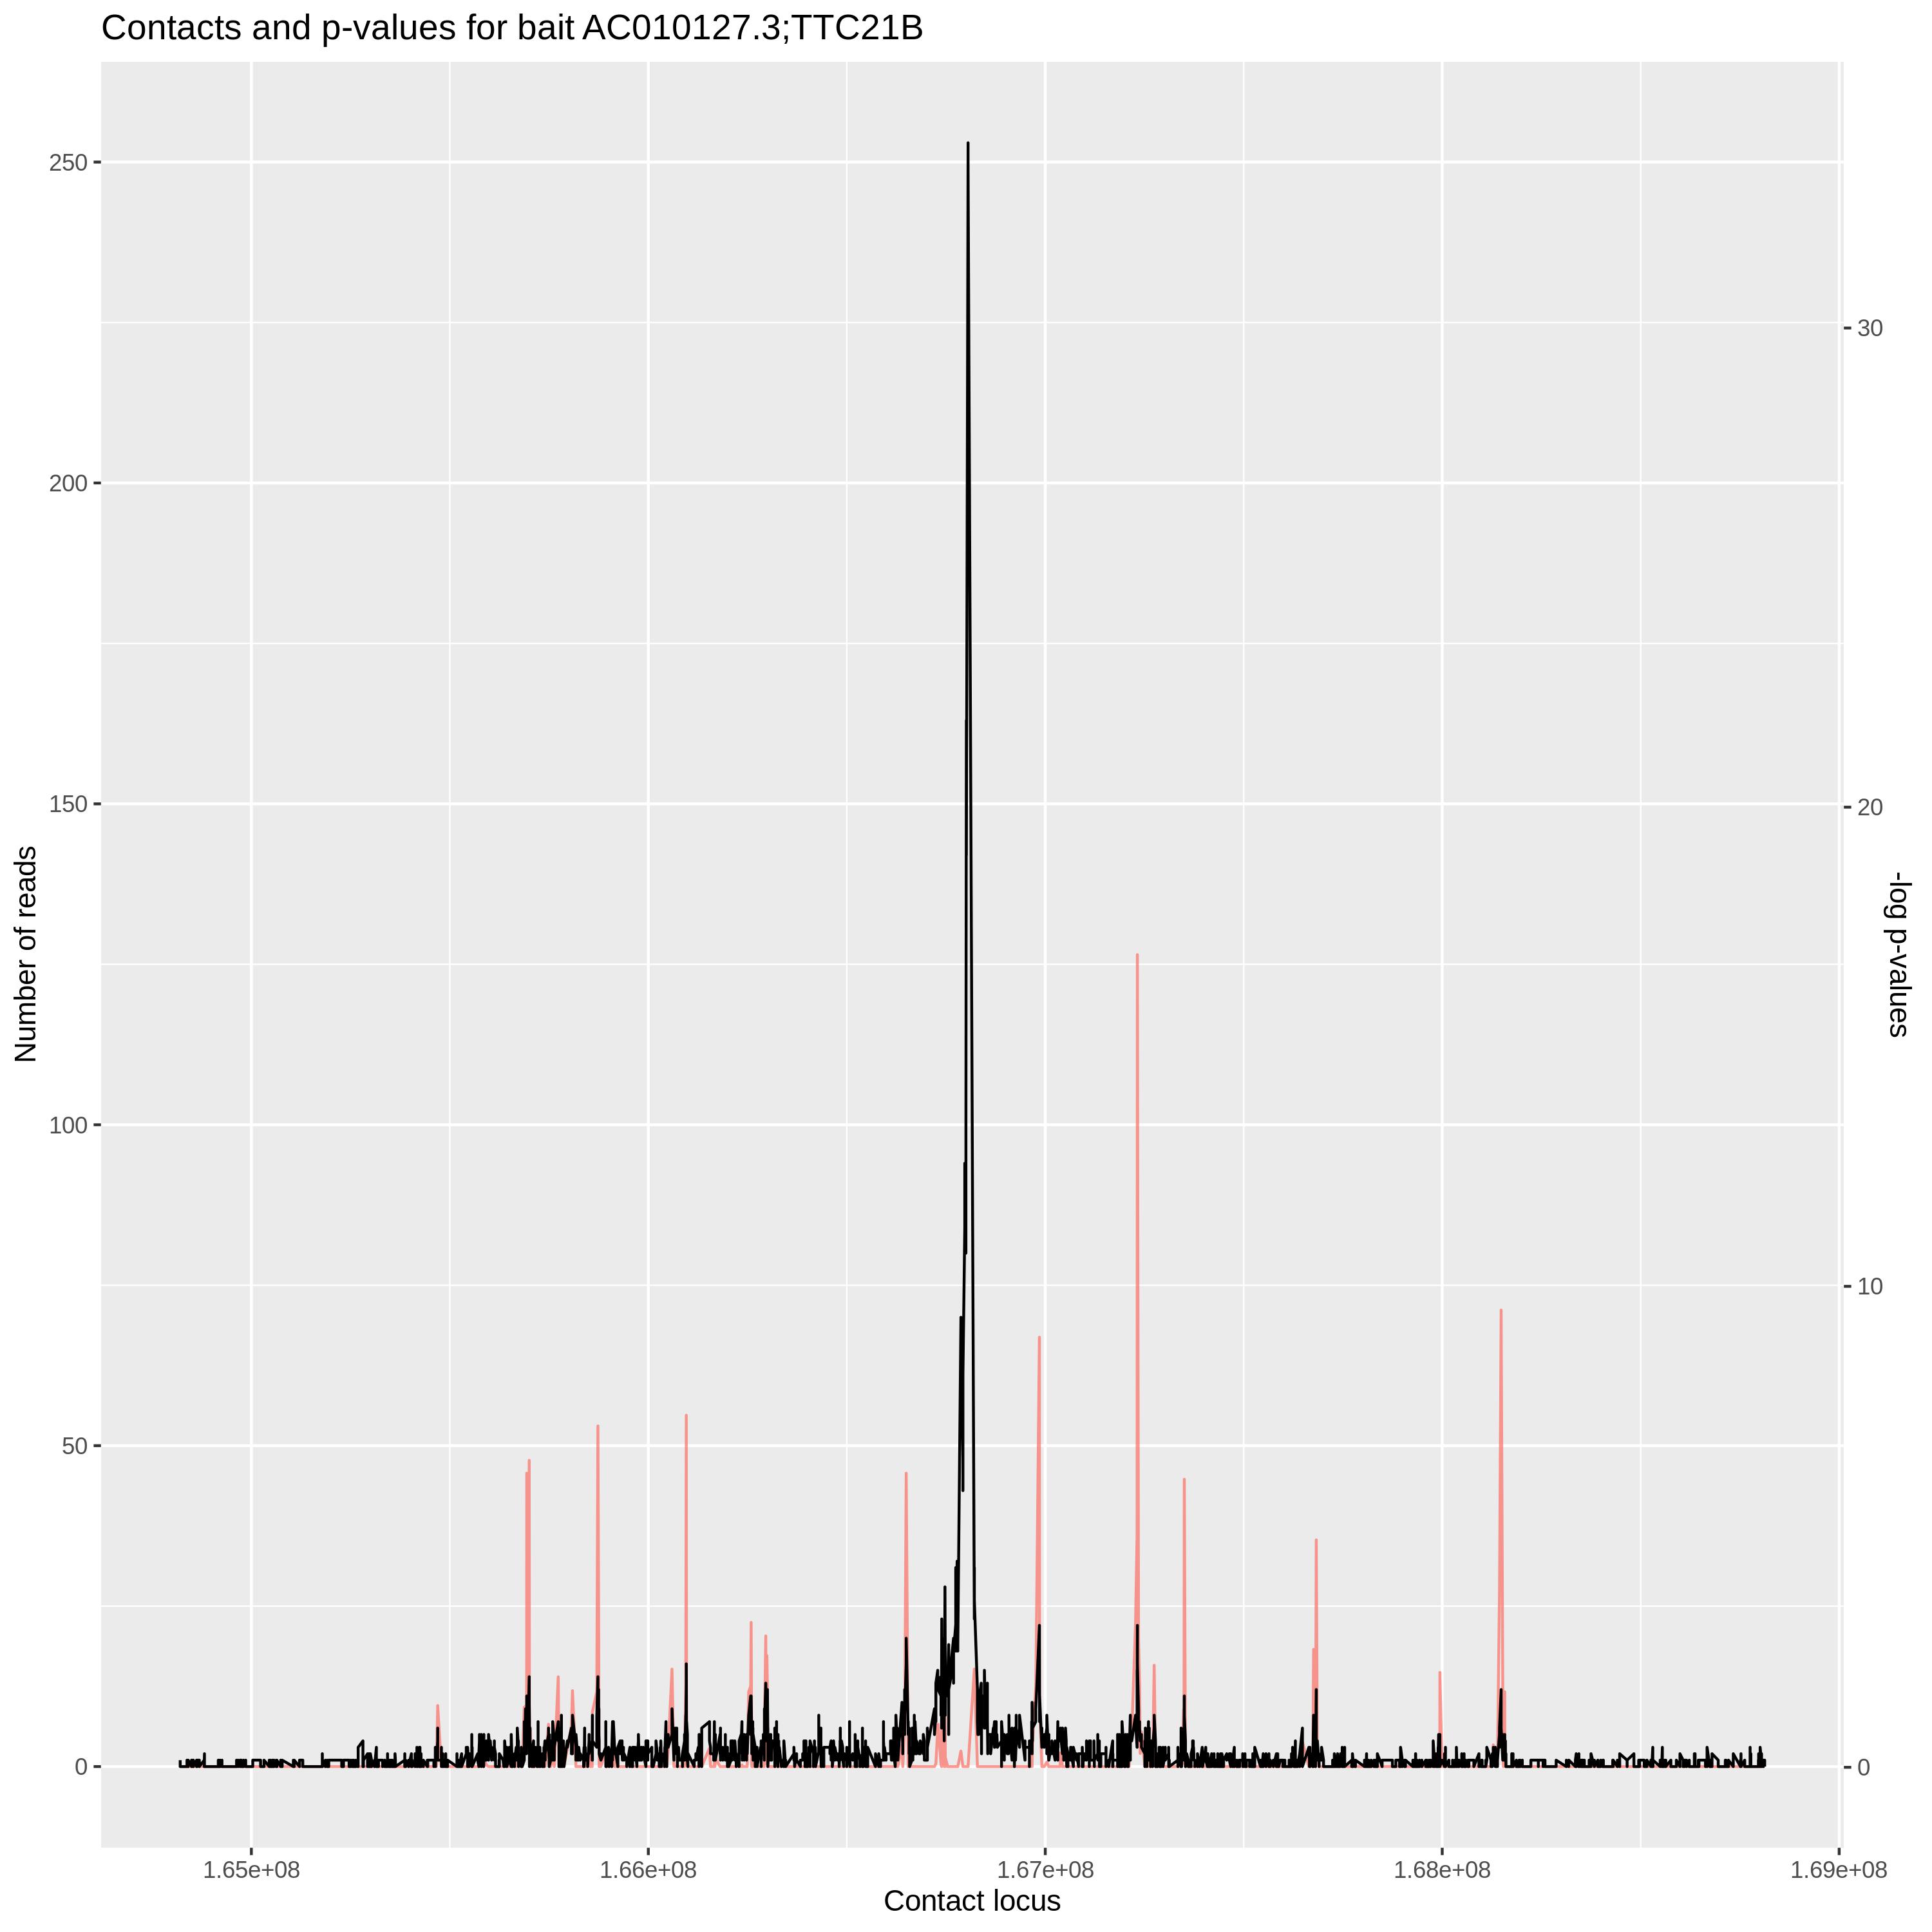 Contacts and p-values for bait AC010127.3;TTC21B
250
200
150
100
50
0
Number of reads
30
20
10
0
-log p-values
1.65e+08
1.66e+08
1.67e+08
1.68e+08
1.69e+08
Contact locus